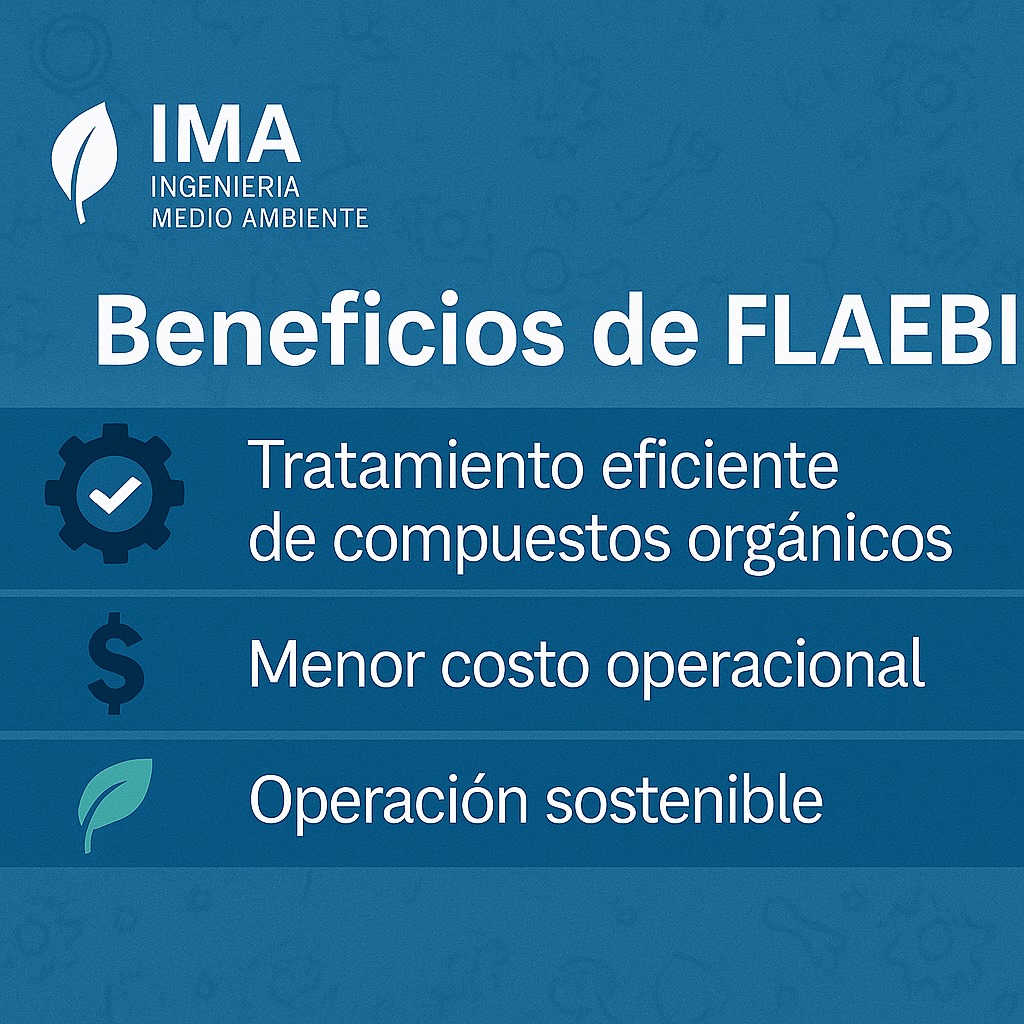 IMA
INGENIERIA
MEDIO AMBIENTE
Beneficios de FLAEBI
Tratamiento eficiente
de compuestos orgánicos
$
Menor costo operacional
Operación sostenible